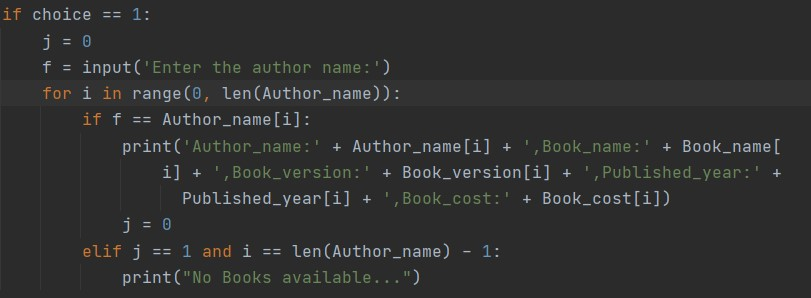 if choice == 1:
    j = 0
    f = input('Enter the author name:')
    for i in range(0, len(Author_name)):
        if f == Author_name[i]:
            print('Author_name:' + Author_name[i] + ',Book_name:' + Book_name[
                i] + ',Book_version:' + Book_version[i] + ',Published_year:' +
                  Published_year[i] + ',Book_cost:' + Book_cost[i])
            j = 0
        elif j == 1 and i == len(Author_name) - 1:
            print("No Books available...")